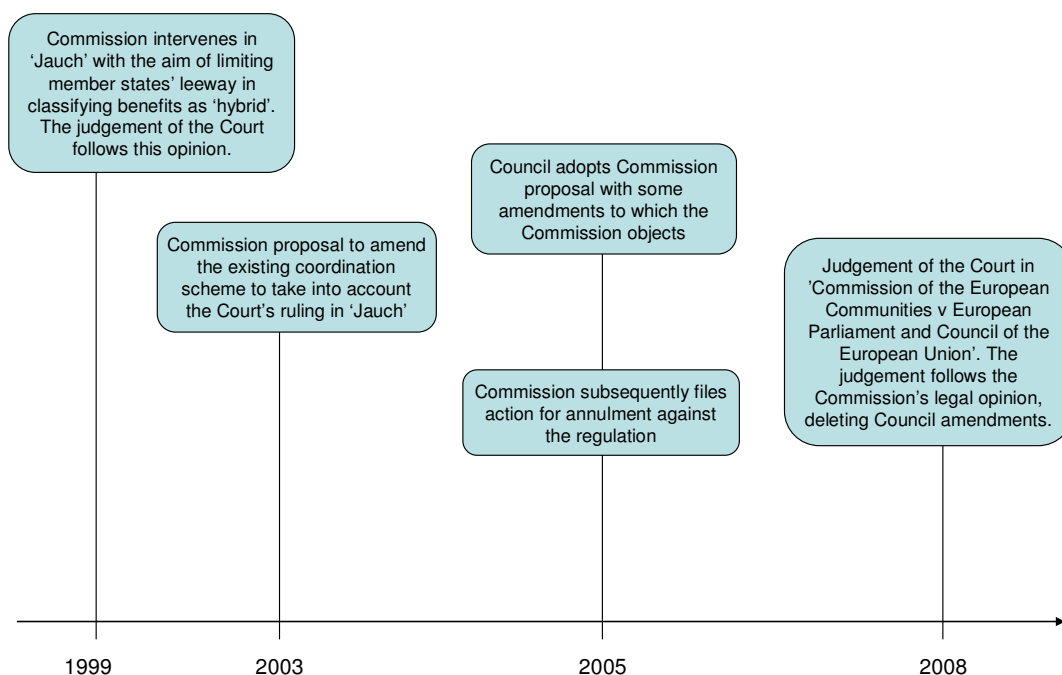 Commission intervenes in
‘Jauch’ with the aim of limiting
member states’ leeway in
classifying benefits as ‘hybrid’.
The judgement of the Court
follows this opinion.
Commission proposal to amend
the existing coordination
scheme to take into account
the Court’s ruling in ‘Jauch’
Council adopts Commission
proposal with some
amendments to which the
Commission objects
Commission subsequently files
action for annulment against
the regulation
Judgement of the Court in
’Commission of the European
Communities v European
Parliament and Council of the
European Union’. The
judgement follows the
Commission’s legal opinion,
deleting Council amendments.
1999
2003
2005
2008